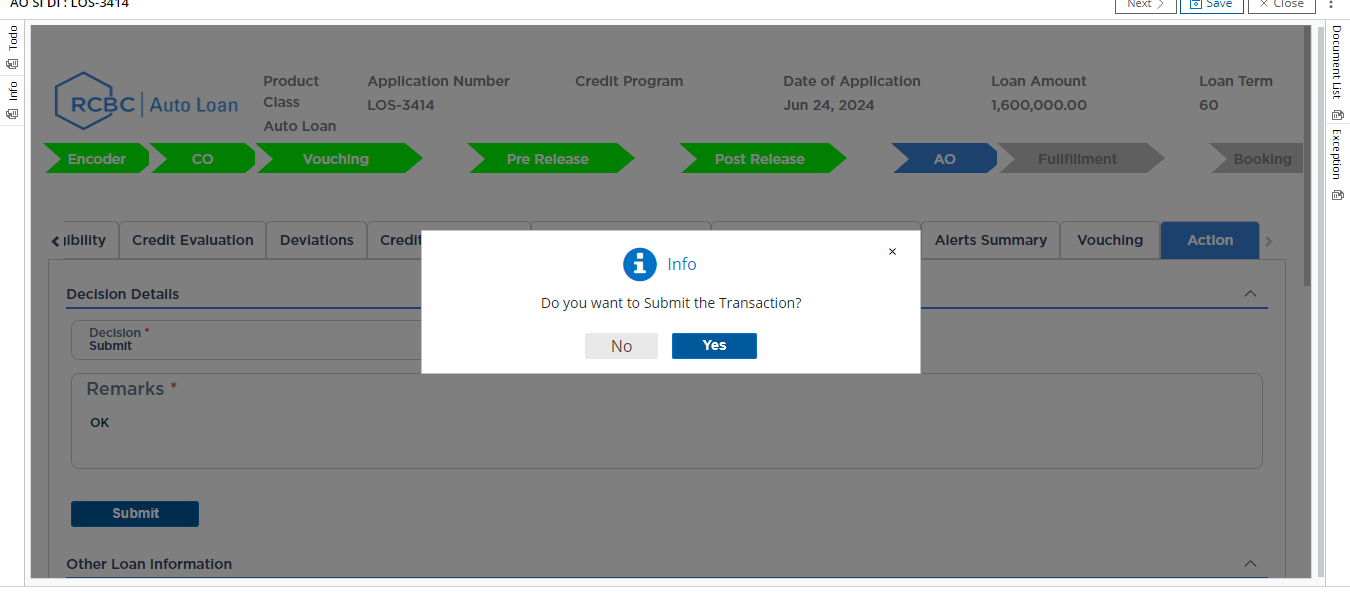 AO SI DI : LOS-3414
Next
Save
Close
Todo
Info
Document List
Exception
RCBC | Auto Loan
Product Class
Auto Loan
Application Number
LOS-3414
Credit Program
Date of Application
Jun 24, 2024
Loan Amount
1,600,000.00
Loan Term
60
Encoder
CO
Vouching
Pre Release
Post Release
AO
Fullfillment
Booking
ibility
Credit Evaluation
Deviations
Credit
Alerts Summary
Vouching
Action
Info
×
Do you want to Submit the Transaction?
No
Yes
Decision Details
Decision *
Submit
Remarks *
OK
Submit
Other Loan Information